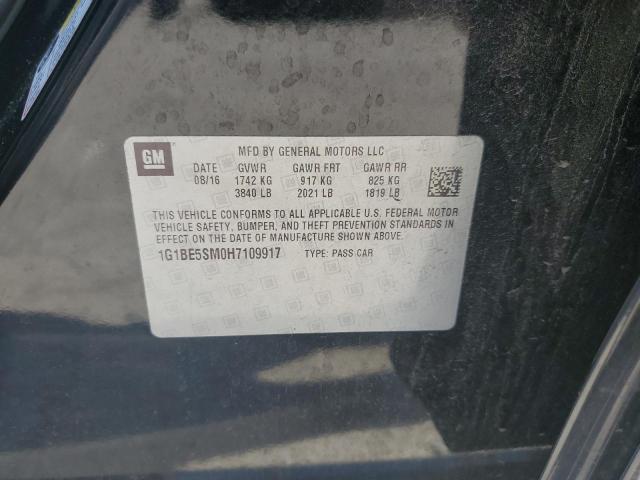 GM
MFD BY GENERAL MOTORS LLC
DATE GVWR GAWR FRT GAWR RR
08/16 1742 KG 917 KG 825 KG
3840 LB 2021 LB 1819 LB
THIS VEHICLE CONFORMS TO ALL APPLICABLE U.S. FEDERAL MOTOR
VEHICLE SAFETY, BUMPER, AND THEFT PREVENTION STANDARDS IN
EFFECT ON THE DATE OF MANUFACTURE SHOWN ABOVE.
1G1BE5SM0H7109917 TYPE: PASS CAR